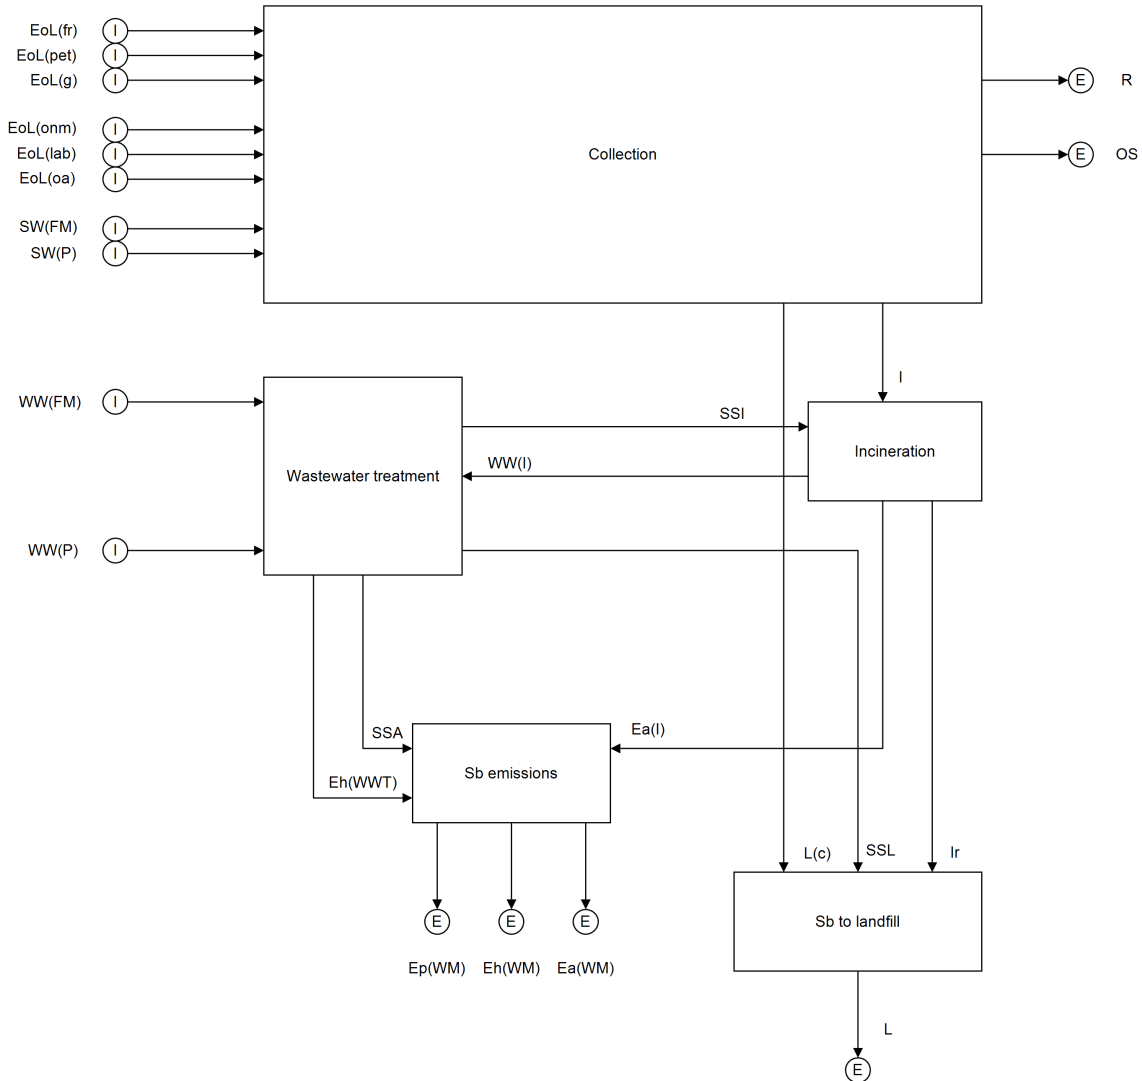 EoL(fr) I
EoL(pet) I
EoL(g) I
E R
EoL(onm) I
EoL(lab) I
Collection
E OS
EoL(oa) I
SW(FM) I
SW(P) I
I
WW(FM) I
SSI
Incineration
WW(I)
Wastewater treatment
WW(P) I
SSA
Ea(I)
Sb emissions
Eh(WWT)
L(c)
SSL
Ir
E
E
E
Sb to landfill
Ep(WM)
Eh(WM)
Ea(WM)
L
E